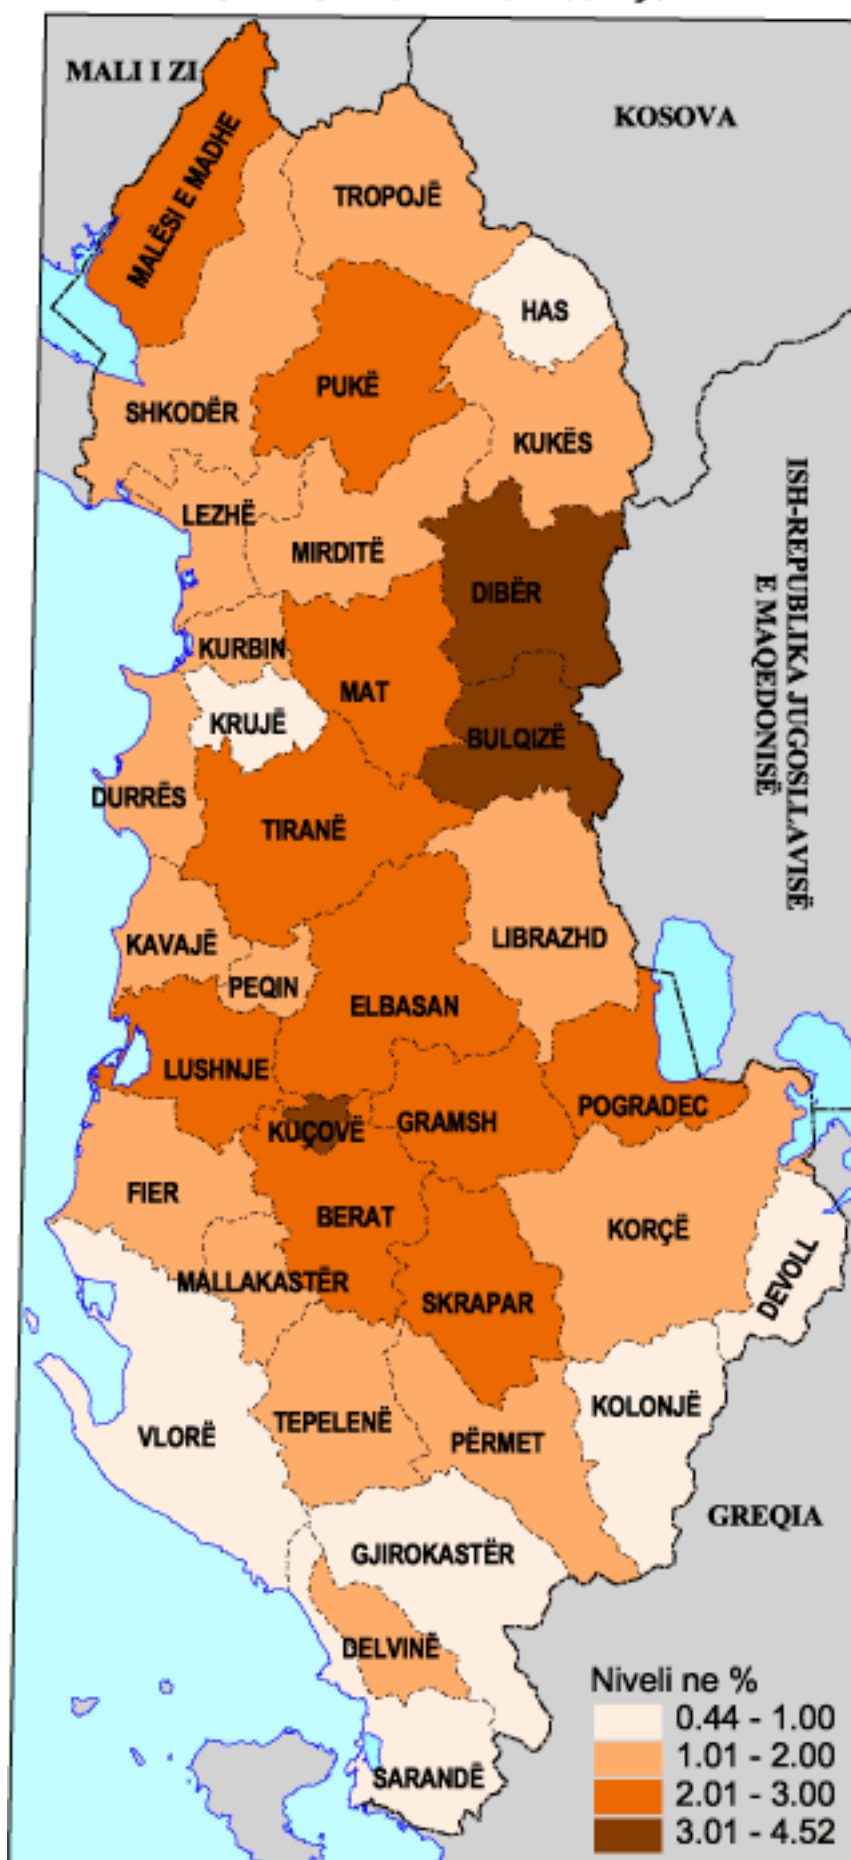 MALI I ZI
KOSOVA
MALËSI E MADHE
TROPOJË
HAS
PUKË
SHKODËR
KUKËS
LEZHË
MIRDITË
DIBËR
ISH-REPUBLIKA JUGOSLLAVISË
E MAQEDONISË
KURBIN
MAT
KRUJË
BULQIZË
DURRËS
TIRANË
KAVAJË
LIBRAZHD
PEQIN
ELBASAN
LUSHNJE
POGRADEC
KUÇOVË
GRAMSH
FIER
BERAT
KORÇË
DEVOLL
MALLAKASTËR
SKRAPAR
KOLONJË
VLORË
TEPELENË
PËRMET
GREQIA
GJIROKASTËR
DELVINË
SARANDË
Niveli ne %
0.44 - 1.00
1.01 - 2.00
2.01 - 3.00
3.01 - 4.52